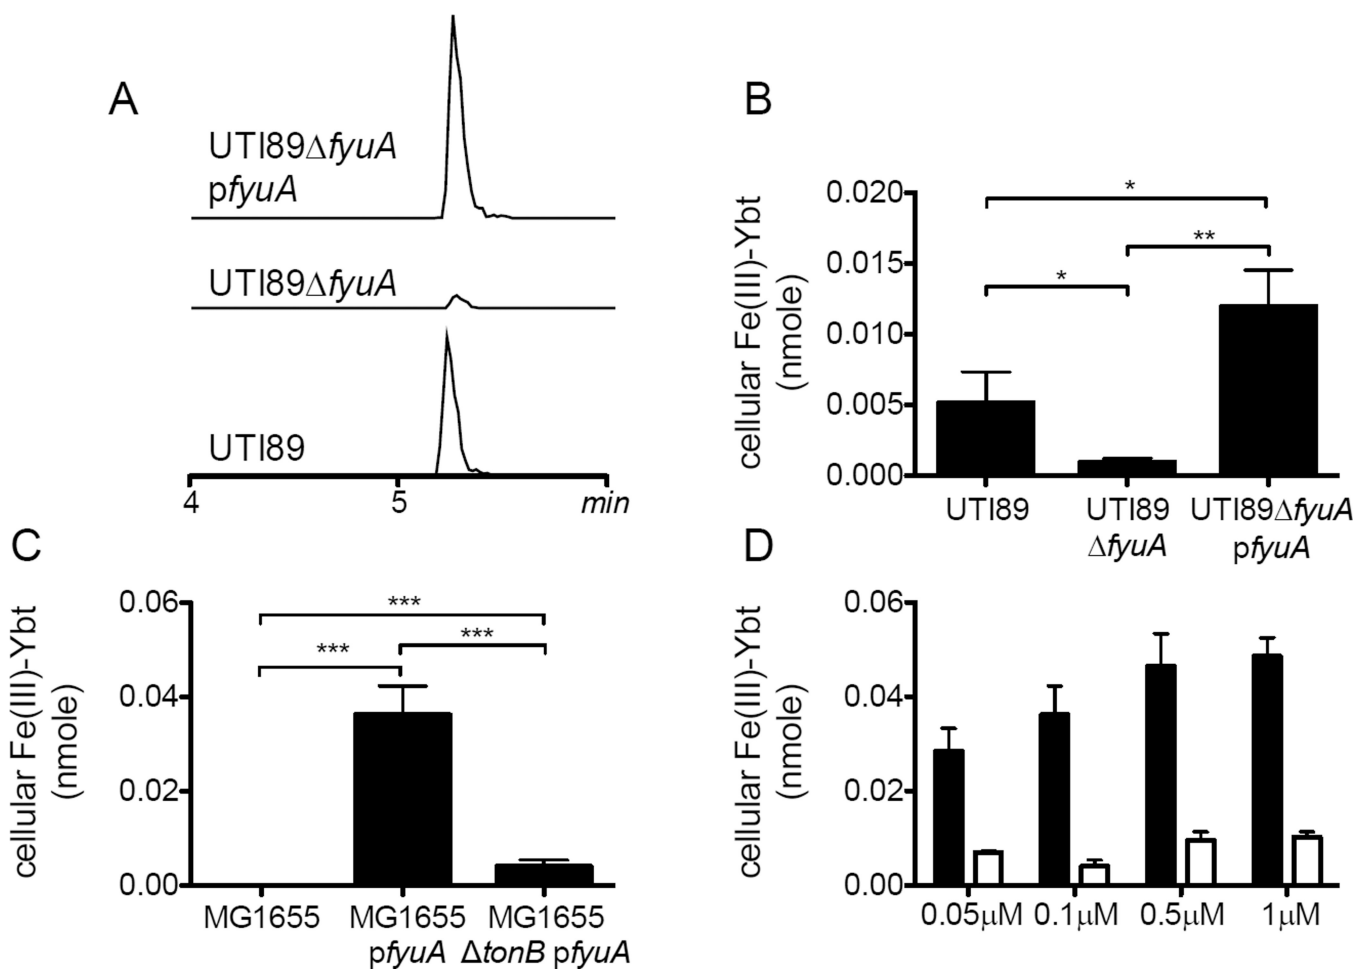 A
UTI89ΔfyuA
pfyuA
UTI89ΔfyuA
UTI89
4 5 min
B
cellular Fe(III)-Ybt
(nmole)
0.020
0.015
0.010
0.005
0.000
*
**
*
UTI89 UTI89 UTI89ΔfyuA
ΔfyuA pfyuA
C
cellular Fe(III)-Ybt
(nmole)
0.06
0.04
0.02
0.00
***
***
***
MG1655 MG1655 MG1655
pfyuA ΔtonB pfyuA
D
cellular Fe(III)-Ybt
(nmole)
0.06
0.04
0.02
0.00
0.05μM 0.1μM 0.5μM 1μM